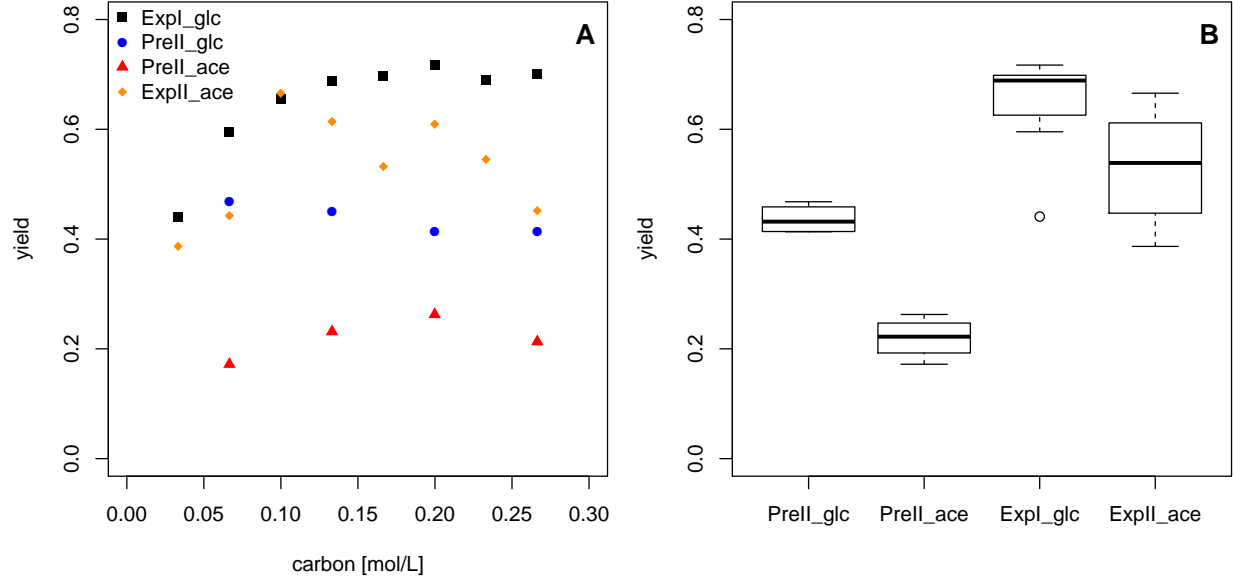 A
ExpI_glc
PreII_glc
PreII_ace
ExpII_ace
yield
0.0
0.2
0.4
0.6
0.8
0.00 0.05 0.10 0.15 0.20 0.25 0.30
carbon [mol/L]
B
yield
0.0
0.2
0.4
0.6
0.8
PreII_glc PreII_ace ExpI_glc ExpII_ace